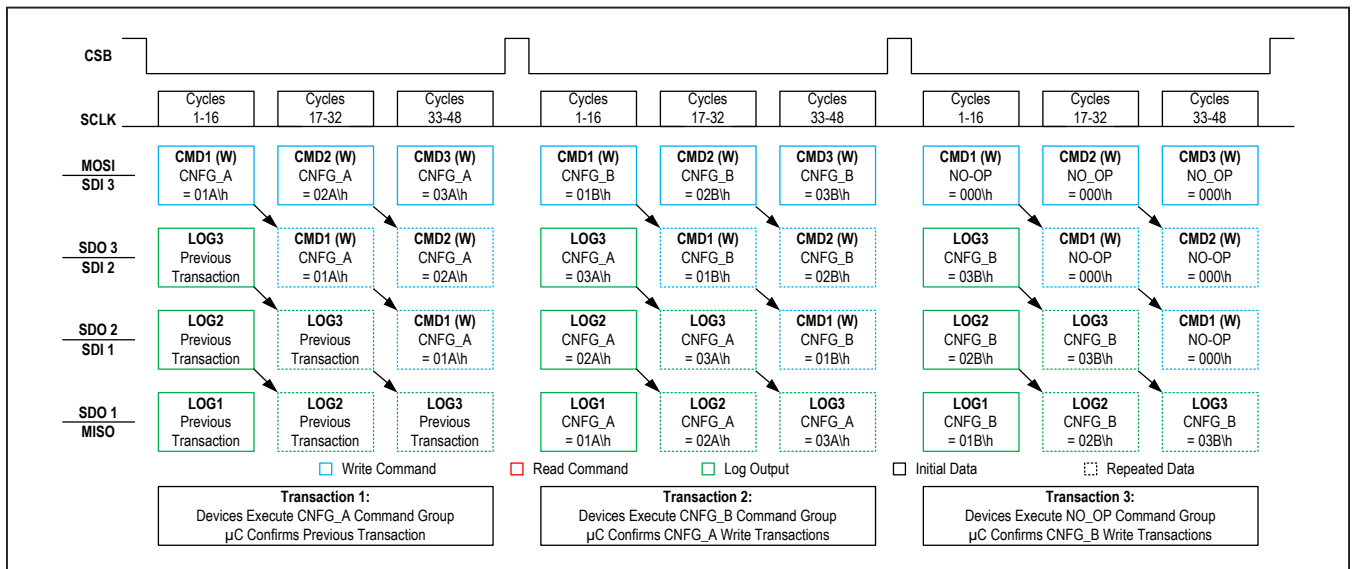 CSB
SCLK
Cycles
1-16
Cycles
17-32
Cycles
33-48
Cycles
1-16
Cycles
17-32
Cycles
33-48
Cycles
1-16
Cycles
17-32
Cycles
33-48
MOSI
SDI 3
CMD1 (W)
CNFG_A
= 01A\h
CMD2 (W)
CNFG_A
= 02A\h
CMD3 (W)
CNFG_A
= 03A\h
CMD1 (W)
CNFG_B
= 01B\h
CMD2 (W)
CNFG_B
= 02B\h
CMD3 (W)
CNFG_B
= 03B\h
CMD1 (W)
NO-OP
= 000\h
CMD2 (W)
NO_OP
= 000\h
CMD3 (W)
NO_OP
= 000\h
SDO 3
SDI 2
LOG3
Previous
Transaction
CMD1 (W)
CNFG_A
= 01A\h
CMD2 (W)
CNFG_A
= 02A\h
LOG3
CNFG_A
= 03A\h
CMD1 (W)
CNFG_B
= 01B\h
CMD2 (W)
CNFG_B
= 02B\h
LOG3
CNFG_B
= 03B\h
CMD1 (W)
NO-OP
= 000\h
CMD2 (W)
NO-OP
= 000\h
SDO 2
SDI 1
LOG2
Previous
Transaction
LOG3
Previous
Transaction
CMD1 (W)
CNFG_A
= 01A\h
LOG2
CNFG_A
= 02A\h
LOG3
CNFG_A
= 03A\h
CMD1 (W)
CNFG_B
= 01B\h
LOG2
CNFG_B
= 02B\h
LOG3
CNFG_B
= 03B\h
CMD1 (W)
NO-OP
= 000\h
SDO 1
MISO
LOG1
Previous
Transaction
LOG2
Previous
Transaction
LOG3
Previous
Transaction
LOG1
CNFG_A
= 01A\h
LOG2
CNFG_A
= 02A\h
LOG3
CNFG_A
= 03A\h
LOG1
CNFG_B
= 01B\h
LOG2
CNFG_B
= 02B\h
LOG3
CNFG_B
= 03B\h
Write Command
Read Command
Log Output
Initial Data
Repeated Data
Transaction 1:
Devices Execute CNFG_A Command Group
µC Confirms Previous Transaction
Transaction 2:
Devices Execute CNFG_B Command Group
µC Confirms CNFG_A Write Transactions
Transaction 3:
Devices Execute NO_OP Command Group
µC Confirms CNFG_B Write Transactions